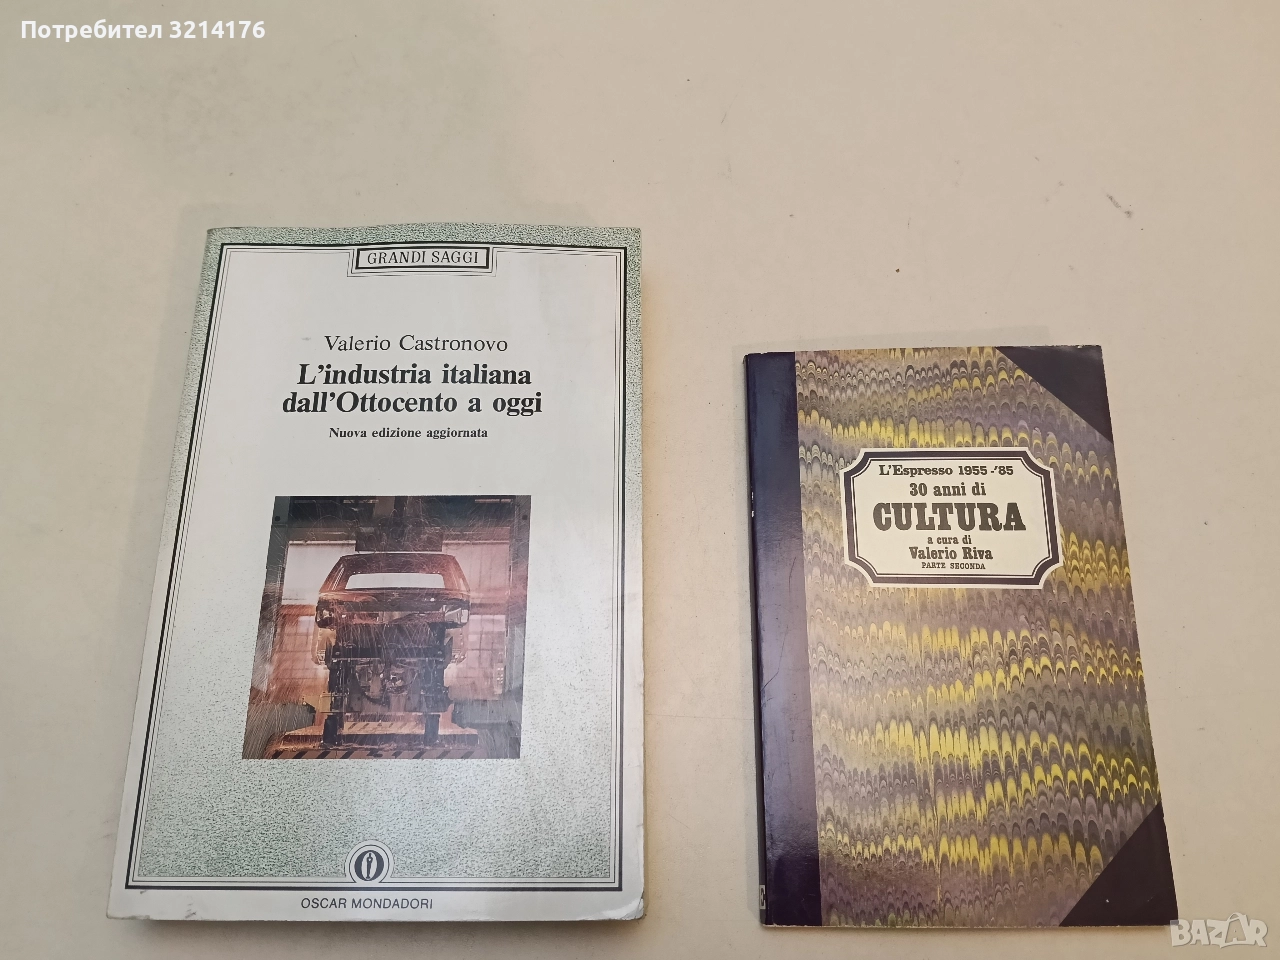 Потребител 3214176
GRANDI SAGGI
Valerio Castronovo
L'industria italiana
dall'Ottocento a oggi
Nuova edizione aggiornata
OSCAR MONDADORI
L'Espresso 1955-'85
30 anni di
CULTURA
a cura di
Valerio Riva
PARTE SECONDA
BAZAR